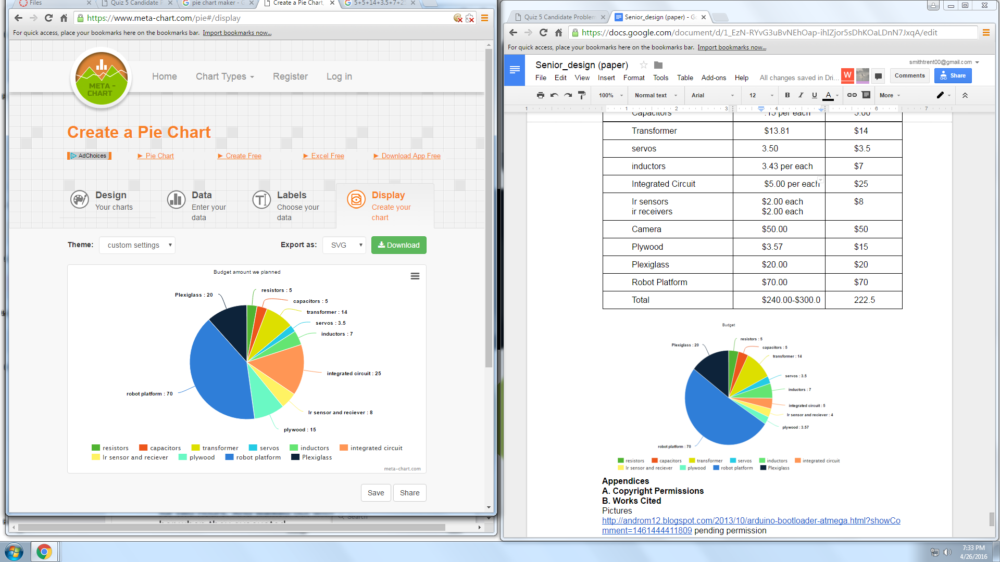 Files
Quiz 5 Candidate P
pie chart maker - G
Create a Pie Chart,
5+5+14+3.5+7+25
https://www.meta-chart.com/pie#/display
For quick access, place your bookmarks here on the bookmarks bar. Import bookmarks now...
META -
CHART
Home
Chart Types
Register
Log in
Create a Pie Chart
AdChoices
► Pie Chart
► Create Free
► Excel Free
► Download App Free
Design
Your charts
Data
Enter your
data
Labels
Choose your
data
Display
Create your
chart
Theme:
custom settings
Export as:
SVG
Download
Budget amount we planned
resistors : 5
Plexiglass : 20
capacitors : 5
transformer : 14
servos : 3.5
inductors : 7
integrated circuit : 25
robot platform : 70
Ir sensor and reciever : 8
plywood : 15
resistors capacitors transformer servos inductors integrated circuit
Ir sensor and reciever plywood robot platform Plexiglass
meta-chart.com
Save
Share
Search
Quiz 5 Candidate Problem
Senior_design (paper) - Go
https://docs.google.com/document/d/1_EzN-RYvG3uBvNEhOap-ihIZjor5sDhKOaLDnN7JxqA/edit
For quick access, place your bookmarks here on the bookmarks bar. Import bookmarks now...
Senior_design (paper)
smithtrent00@gmail.com
File Edit View Insert Format Tools Table Add-ons Help All changes saved in Dri...
W
Comments
Share
100% Normal text Arial 12 B I U A More
1 1 2 3 4 6 7
Capacitors .15 per each 5.00
Transformer $13.81 $14
servos 3.50 $3.5
inductors 3.43 per each $7
Integrated Circuit $5.00 per each $25
Ir sensors $2.00 each $8
ir receivers $2.00 each
Camera $50.00 $50
Plywood $3.57 $15
Plexiglass $20.00 $20
Robot Platform $70.00 $70
Total $240.00-$300.0 222.5
Budget
resistors : 5
Plexiglass : 20
capacitors : 5
transformer : 14
servos : 3.5
inductors : 7
integrated circuit : 5
Ir sensor and reciever : 4
plywood : 3.57
robot platform : 70
resistors capacitors transformer servos inductors integrated circuit
Ir sensor and reciever plywood robot platform Plexiglass
Appendices
A. Copyright Permissions
B. Works Cited
Pictures
http://androm12.blogspot.com/2013/10/arduino-bootloader-atmega.html?showCo
mment=1461444411809 pending permission
7:33 PM
4/26/2016